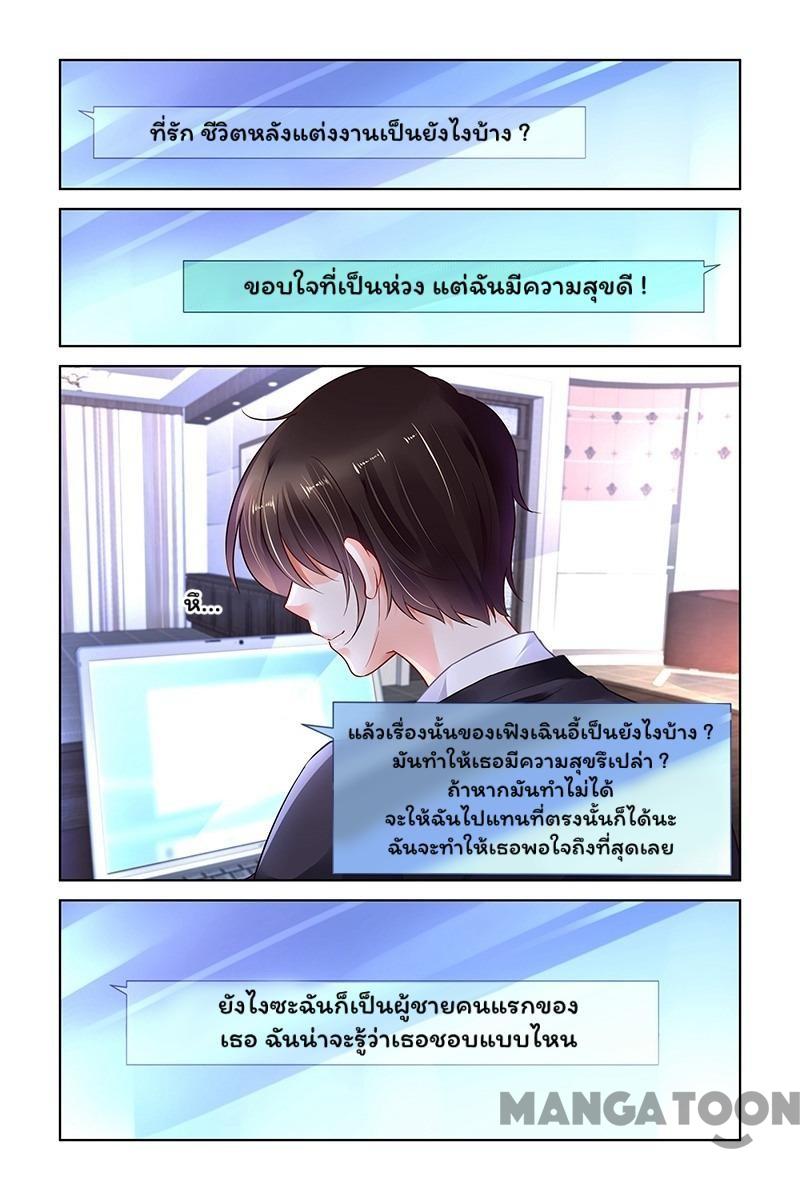 ที่รัก ชีวิตหลังแต่งงานเป็นยังไงบ้าง ?
ขอบใจที่เป็นห่วง แต่ฉันมีความสุขดี !
หึ...
แล้วเรื่องนั้นของเฟิงเฉินอี้เป็นยังไงบ้าง ?
มันทำให้เธอมีความสุขรึเปล่า ?
ถ้าหากมันทำไม่ได้
จะให้ฉันไปแทนที่ตรงนั้นก็ได้นะ
ฉันจะทำให้เธอพอใจถึงที่สุดเลย
ยังไงซะฉันก็เป็นผู้ชายคนแรกของ
เธอ ฉันน่าจะรู้ว่าเธอชอบแบบไหน
MANGATOON